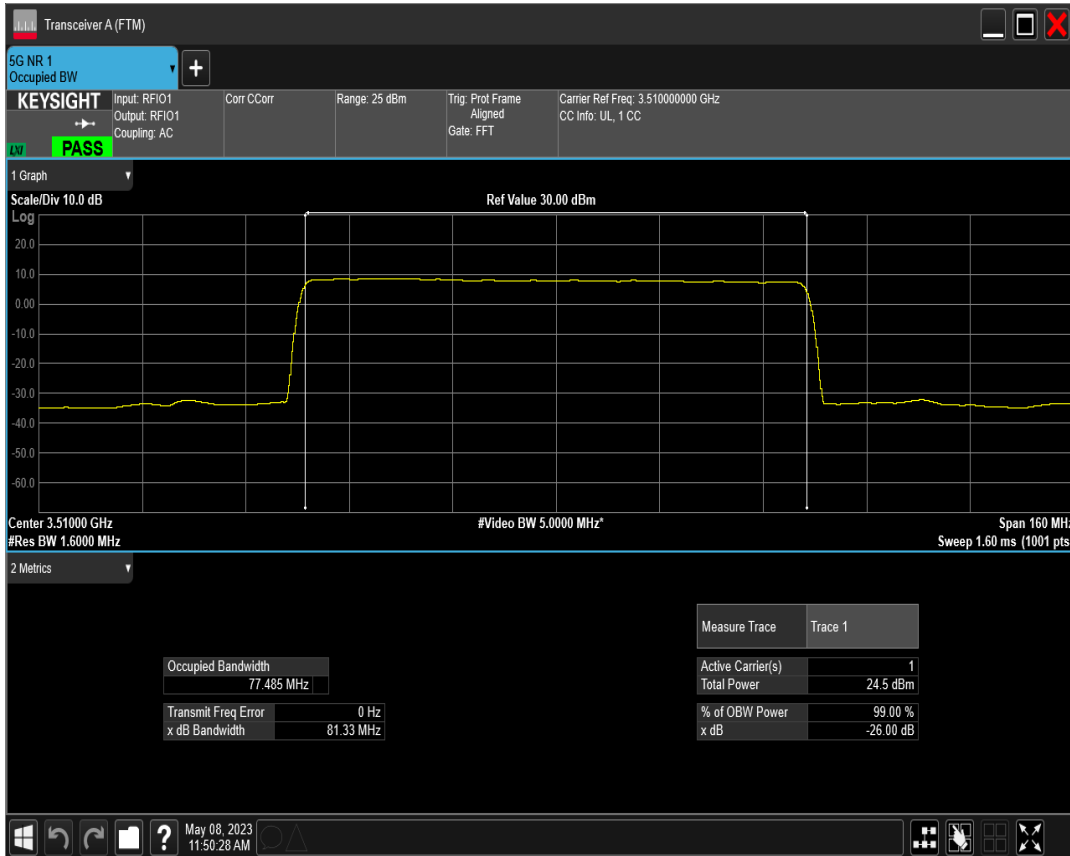 Transceiver A (FTM)
5G NR 1
Occupied BW
+
KEYSIGHT
LXI
PASS
Input: RFIO1
Output: RFIO1
Coupling: AC
Corr CCorr
Range: 25 dBm
Trig: Prot Frame
Aligned
Gate: FFT
Carrier Ref Freq: 3.510000000 GHz
CC Info: UL, 1 CC
1 Graph
Scale/Div 10.0 dB
Ref Value 30.00 dBm
Log
20.0
10.0
0.00
-10.0
-20.0
-30.0
-40.0
-50.0
-60.0
Center 3.51000 GHz
#Video BW 5.0000 MHz*
Span 160 MHz
#Res BW 1.6000 MHz
Sweep 1.60 ms (1001 pts
2 Metrics
Measure Trace Trace 1
Occupied Bandwidth
77.485 MHz
Active Carrier(s) 1
Total Power 24.5 dBm
Transmit Freq Error 0 Hz
x dB Bandwidth 81.33 MHz
% of OBW Power 99.00 %
x dB -26.00 dB
?
May 08, 2023
11:50:28 AM